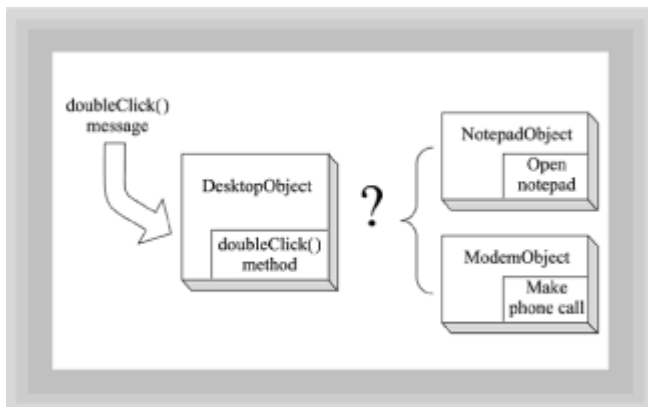 doubleClick()
message
DesktopObject
doubleClick()
method
?
NotepadObject
Open
notepad
ModemObject
Make
phone call